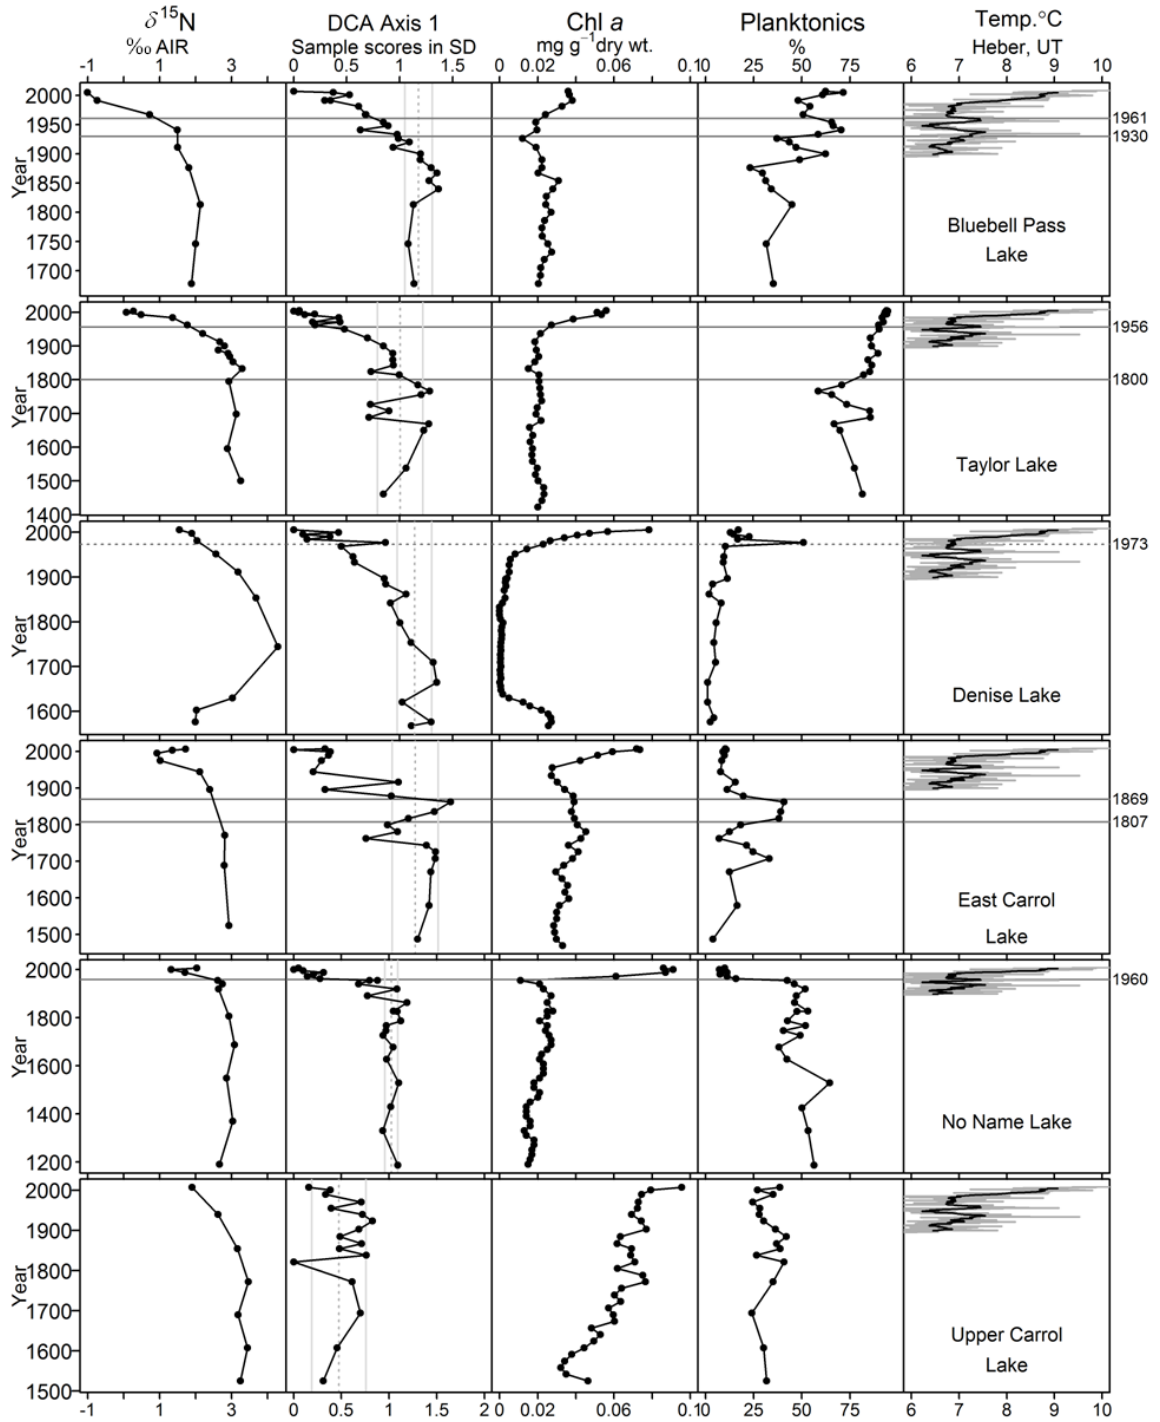 δ15N DCA Axis 1 Chl a Planktonics Temp.°C
‰ AIR Sample scores in SD mg g−1dry wt. % Heber, UT
-1 1 3 0 0.5 1 1.5 0 0.02 0.06 0.10 25 50 75 6 7 8 9 10
2000
1950
1900
1850
1800
1750
1700
Year
1961
1930
Bluebell Pass
Lake
2000
1900
1800
1700
1600
1500
1400
Year
1956
1800
Taylor Lake
2000
1900
1800
1700
1600
Year
1973
Denise Lake
2000
1900
1800
1700
1600
1500
Year
1869
1807
East Carrol
Lake
2000
1800
1600
1400
1200
Year
1960
No Name Lake
2000
1900
1800
1700
1600
1500
Year
Upper Carrol
Lake
-1 1 3 0 0.5 1 1.5 2 0 0.02 0.06 0.10 25 50 75 6 7 8 9 10